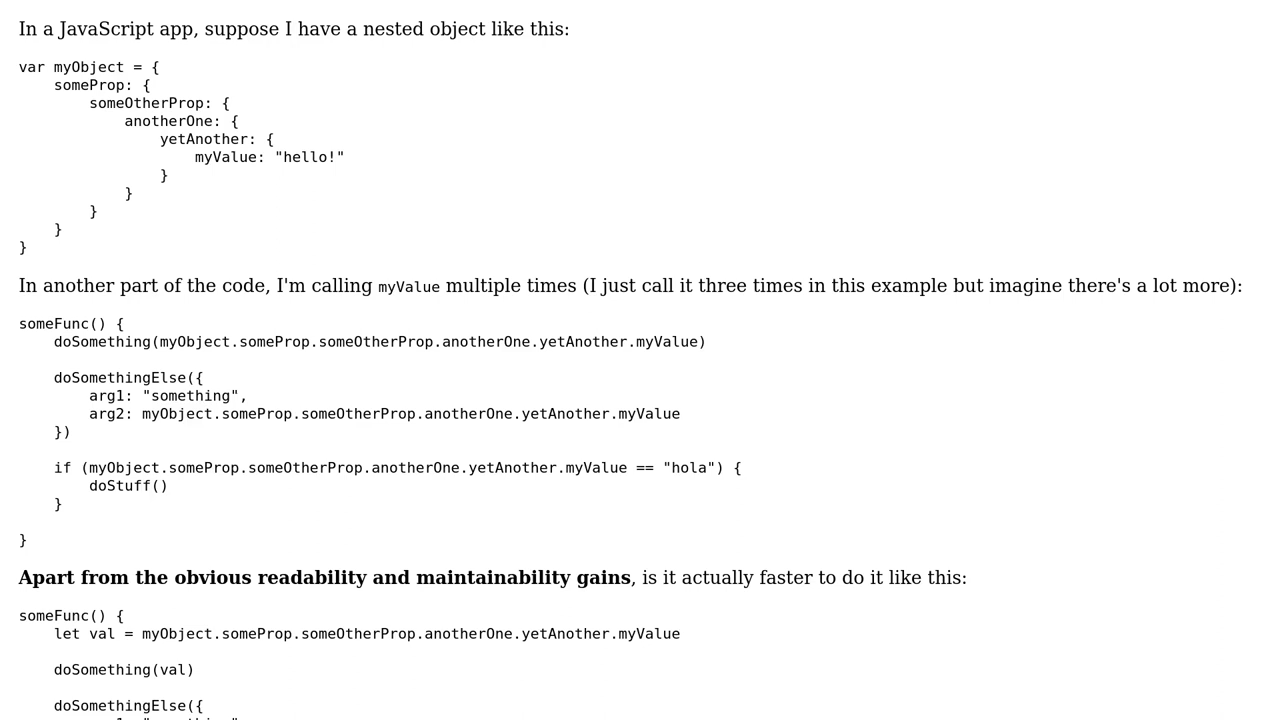 In a JavaScript app, suppose I have a nested object like this:
var myObject = {
    someProp: {
        someOtherProp: {
            anotherOne: {
                yetAnother: {
                    myValue: "hello!"
                }
            }
        }
    }
}
In another part of the code, I'm calling myValue multiple times (I just call it three times in this example but imagine there's a lot more):
someFunc() {
    doSomething(myObject.someProp.someOtherProp.anotherOne.yetAnother.myValue)
    doSomethingElse({
        arg1: "something",
        arg2: myObject.someProp.someOtherProp.anotherOne.yetAnother.myValue
    })
    if (myObject.someProp.someOtherProp.anotherOne.yetAnother.myValue == "hola") {
        doStuff()
    }
}
Apart from the obvious readability and maintainability gains, is it actually faster to do it like this:
someFunc() {
    let val = myObject.someProp.someOtherProp.anotherOne.yetAnother.myValue
    doSomething(val)
    doSomethingElse({